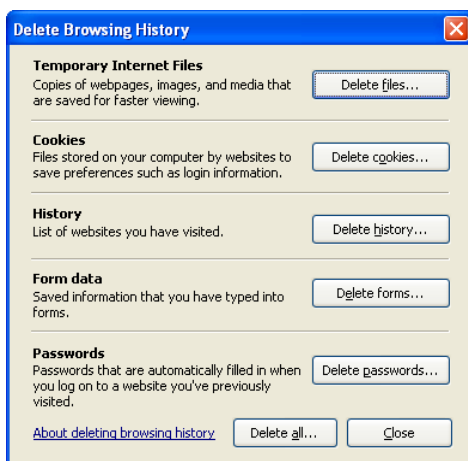 Delete Browsing History
Temporary Internet Files
Copies of webpages, images, and media that
are saved for faster viewing.
Delete files...
Cookies
Files stored on your computer by websites to
save preferences such as login information.
Delete cookies...
History
List of websites you have visited.
Delete history...
Form data
Saved information that you have typed into
forms.
Delete forms...
Passwords
Passwords that are automatically filled in when
you log on to a website you've previously
visited.
Delete passwords...
About deleting browsing history
Delete all...
Close